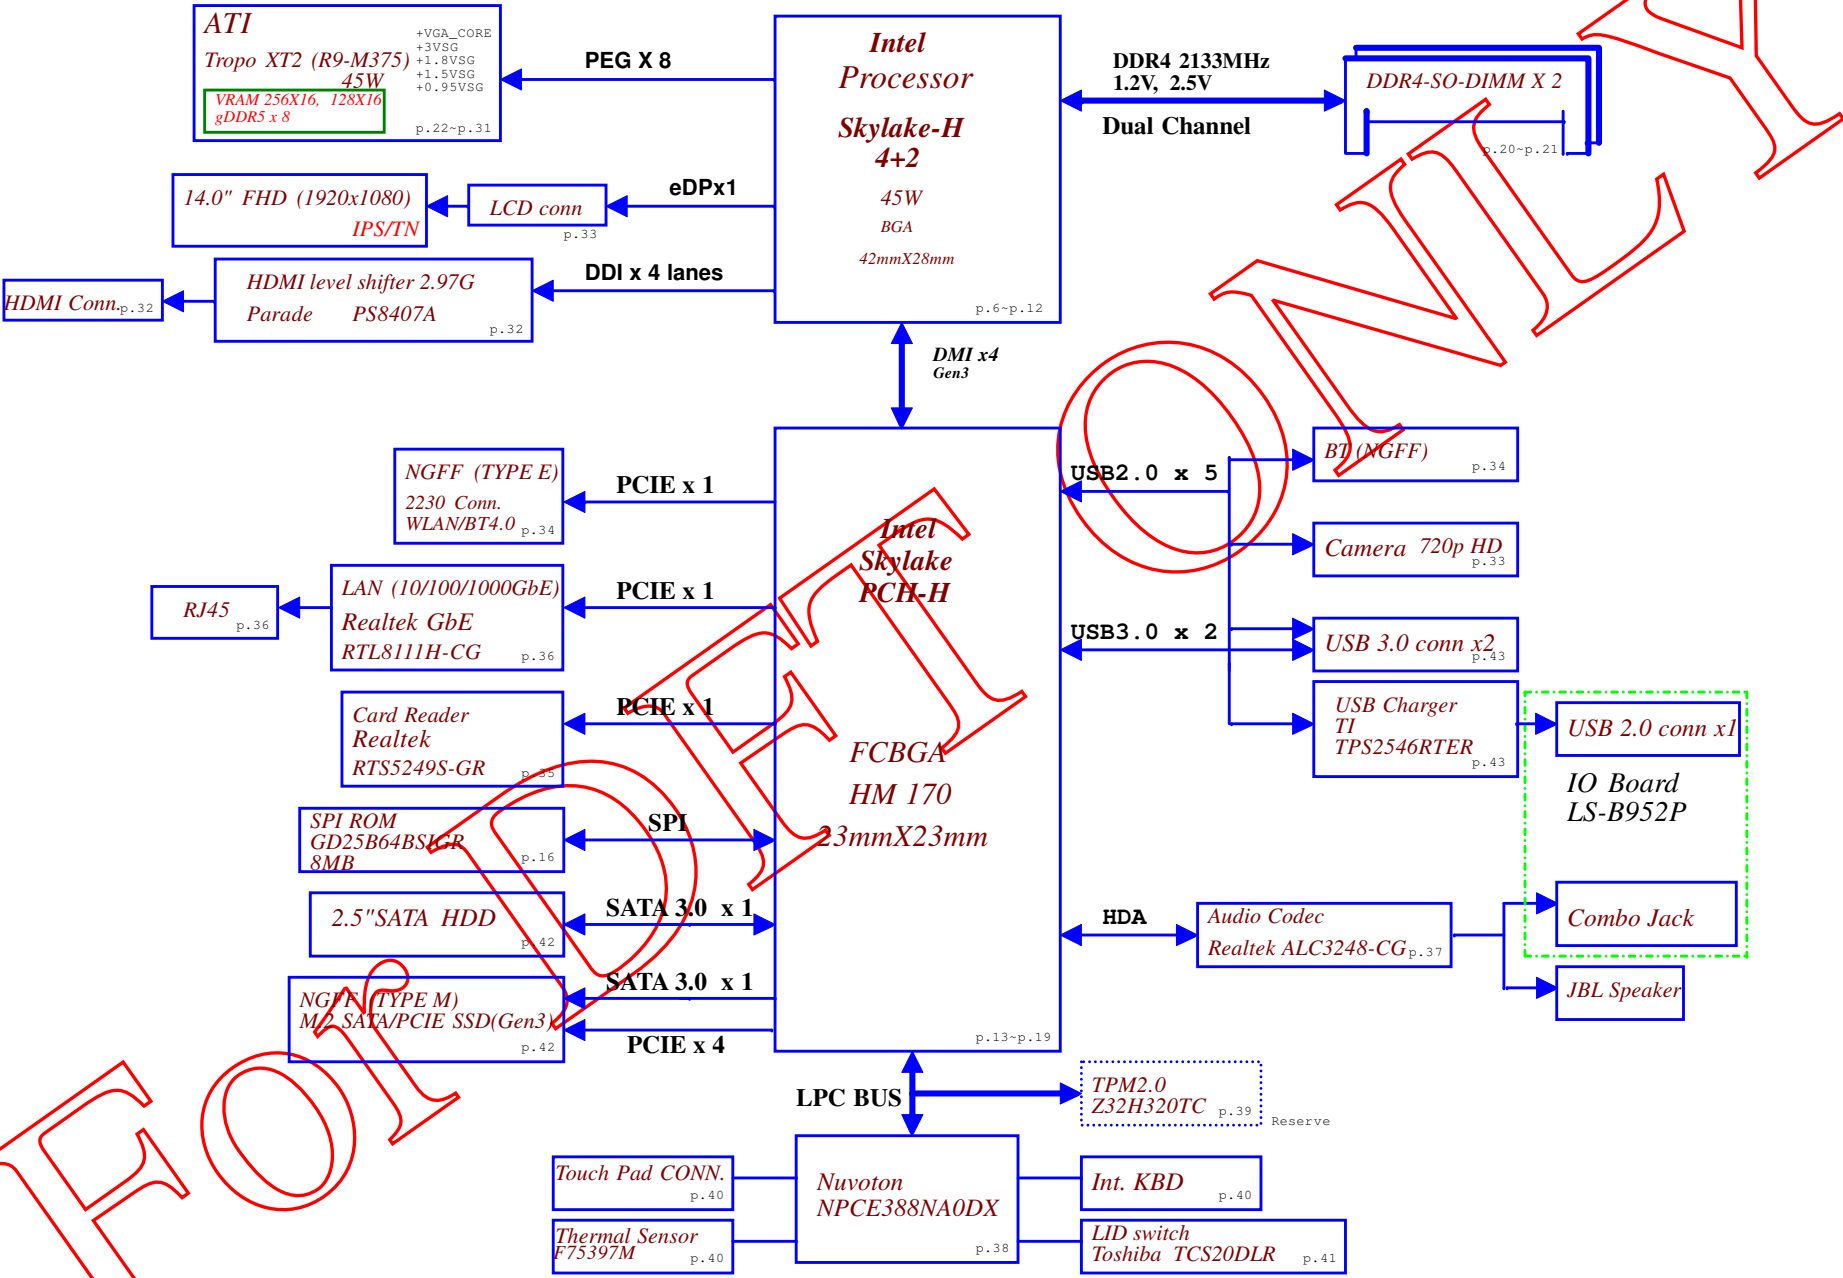 ATI
Tropo XT2 (R9-M375)
45W
+VGA_CORE
+3VSG
+1.8VSG
+1.5VSG
+0.95VSG
VRAM 256X16, 128X16
gDDR5 x 8
p.22~p.31
PEG X 8
Intel
Processor
Skylake-H
4+2
45W
BGA
42mmX28mm
p.6~p.12
DDR4 2133MHz
1.2V, 2.5V
Dual Channel
DDR4-SO-DIMM X 2
p.20~p.21
14.0" FHD (1920x1080)
IPS/TN
LCD conn
p.33
eDPx1
HDMI Conn.
p.32
HDMI level shifter 2.97G
Parade PS8407A
p.32
DDI x 4 lanes
DMI x4
Gen3
NGFF (TYPE E)
2230 Conn.
WLAN/BT4.0
p.34
PCIE x 1
RJ45
p.36
LAN (10/100/1000GbE)
Realtek GbE
RTL8111H-CG
p.36
PCIE x 1
Card Reader
Realtek
RTS5249S-GR
p.35
PCIE x 1
SPI ROM
GD25B64BSIGR
8MB
p.16
SPI
2.5"SATA HDD
p.42
SATA 3.0 x 1
NGFF (TYPE M)
M.2 SATA/PCIE SSD(Gen3)
p.42
SATA 3.0 x 1
PCIE x 4
Intel
Skylake
PCH-H
FCBGA
HM 170
23mmX23mm
p.13~p.19
USB2.0 x 5
USB3.0 x 2
BT (NGFF)
p.34
Camera 720p HD
p.33
USB 3.0 conn x2
p.43
USB Charger
TI
TPS2546RTER
p.43
USB 2.0 conn x1
IO Board
LS-B952P
Combo Jack
HDA
Audio Codec
Realtek ALC3248-CG
p.37
JBL Speaker
LPC BUS
TPM2.0
Z32H320TC
p.39
Reserve
Touch Pad CONN.
p.40
Thermal Sensor
F75397M
p.40
Nuvoton
NPCE388NA0DX
p.38
Int. KBD
p.40
LID switch
Toshiba TCS20DLR
p.41
For DET ONLY